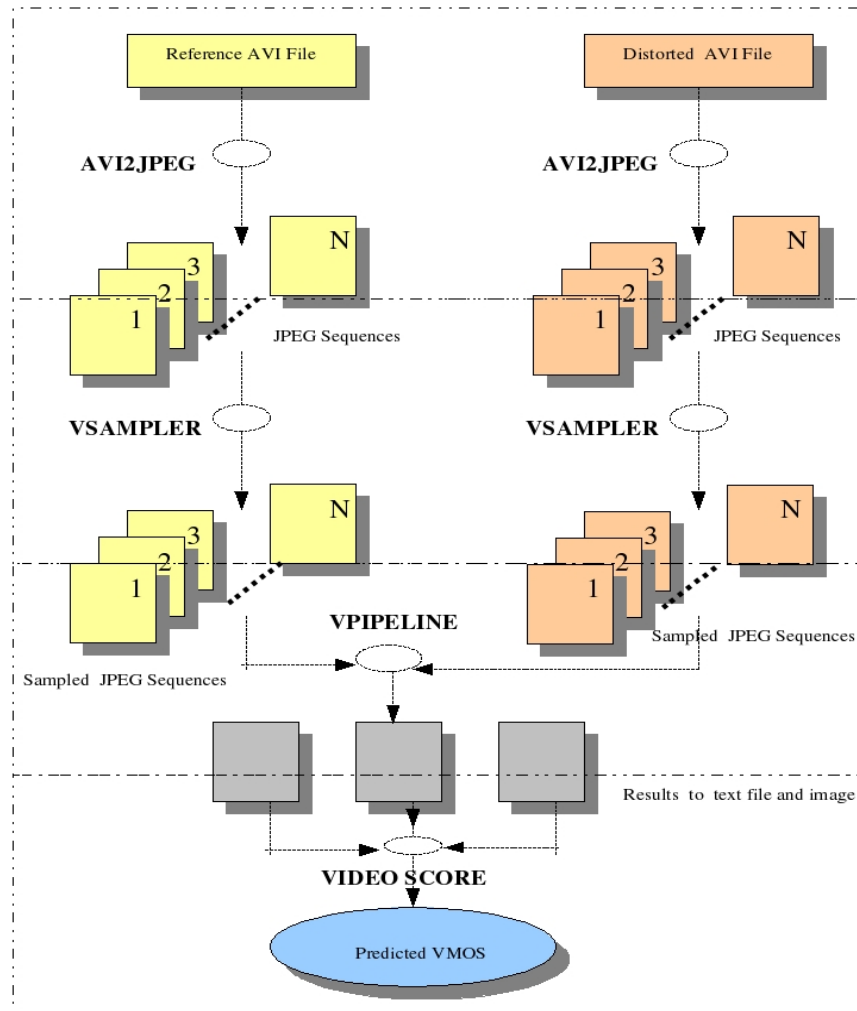 Reference AVI File
Distorted AVI File
AVI2JPEG
AVI2JPEG
N
3
2
1
JPEG Sequences
N
3
2
1
JPEG Sequences
VSAMPLER
VSAMPLER
N
3
2
1
Sampled JPEG Sequences
N
3
2
1
Sampled JPEG Sequences
VPIPELINE
Results to text file and image
VIDEO SCORE
Predicted VMOS